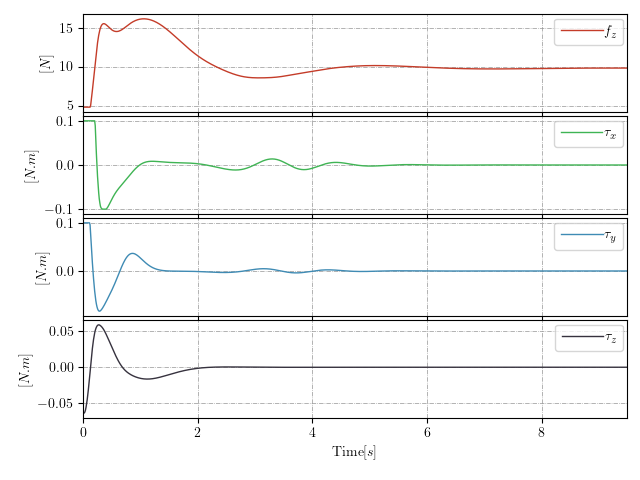 15
10
5
[N]
f_z
0.1
0.0
−0.1
[N.m]
τ_x
0.1
0.0
[N.m]
τ_y
0.05
0.00
−0.05
[N.m]
τ_z
0 2 4 6 8
Time[s]